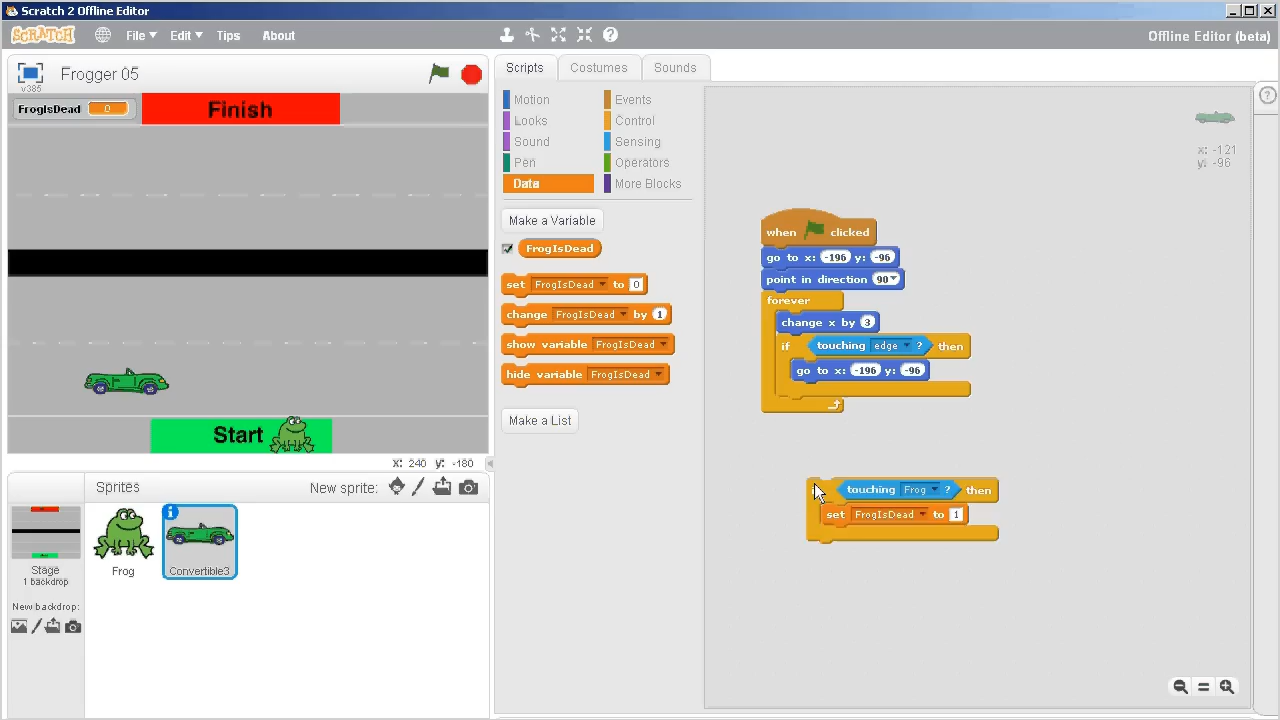 Scratch 2 Offline Editor
SCRATCH File Edit Tips About Offline Editor (beta)
v385 Frogger 05
FrogIsDead 0 Finish
Start
x: 240 y: -180
Sprites New sprite:
Stage
1 backdrop
New backdrop:
Frog
Convertible3
Scripts Costumes Sounds
Motion Events
Looks Control
Sound Sensing
Pen Operators
Data More Blocks
Make a Variable
FrogIsDead
set FrogIsDead to 0
change FrogIsDead by 1
show variable FrogIsDead
hide variable FrogIsDead
Make a List
x: -121
y: -96
when clicked
go to x: -196 y: -96
point in direction 90
forever
change x by 3
if touching edge ? then
go to x: -196 y: -96
touching Frog ? then
set FrogIsDead to 1